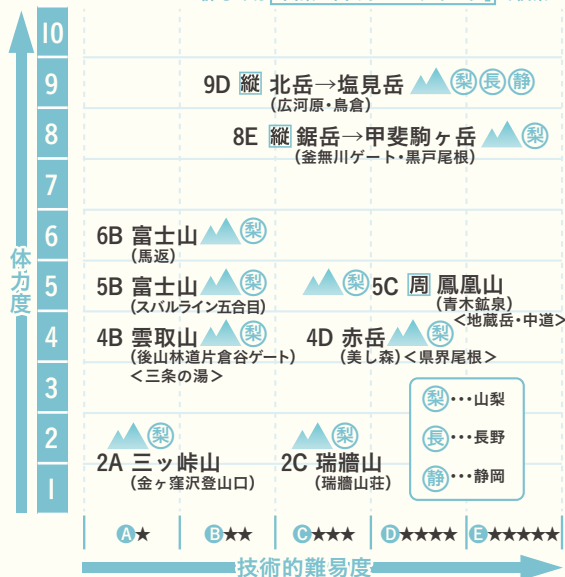 10
9
9D 縦 北岳→塩見岳 梨 長 静
(広河原・鳥倉)
8
8E 縦 鋸岳→甲斐駒ヶ岳 梨
(釜無川ゲート・黒戸尾根)
7
6
6B 富士山 梨
(馬返)
体力度
5
5B 富士山 梨
(スバルライン五合目)
梨 5C 周 鳳凰山
(青木鉱泉)
<地蔵岳・中道>
4
4B 雲取山 梨
(後山林道片倉谷ゲート)
<三条の湯>
4D 赤岳 梨
(美し森)<県界尾根>
3
梨・・・山梨
長・・・長野
静・・・静岡
2
梨
2A 三ッ峠山
(金ヶ窪沢登山口)
梨
2C 瑞牆山
(瑞牆山荘)
1
A★ B★★ C★★★ D★★★★ E★★★★★
技術的難易度